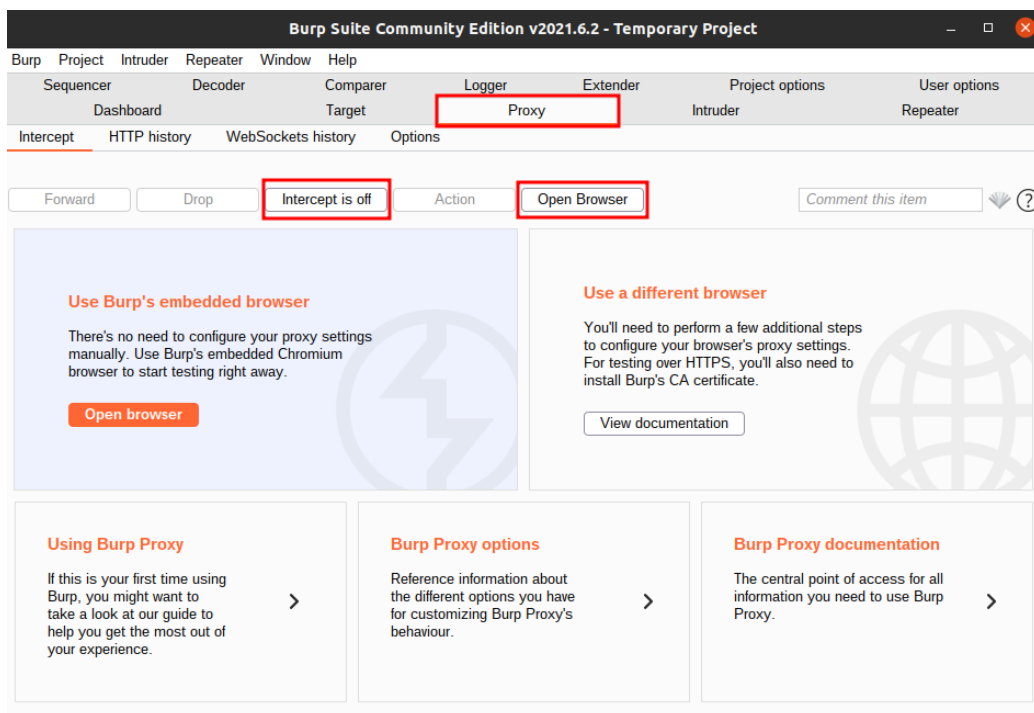 Burp Suite Community Edition v2021.6.2 - Temporary Project
Burp Project Intruder Repeater Window Help
Sequencer Decoder Comparer Logger Extender Project options User options
Dashboard Target Proxy Intruder Repeater
Intercept HTTP history WebSockets history Options
Forward Drop Intercept is off Action Open Browser Comment this item ?
Use Burp's embedded browser
There's no need to configure your proxy settings
manually. Use Burp's embedded Chromium
browser to start testing right away.
Open browser
Use a different browser
You'll need to perform a few additional steps
to configure your browser's proxy settings.
For testing over HTTPS, you'll also need to
install Burp's CA certificate.
View documentation
Using Burp Proxy
If this is your first time using
Burp, you might want to
take a look at our guide to
help you get the most out of
your experience.
Burp Proxy options
Reference information about
the different options you have
for customizing Burp Proxy's
behaviour.
Burp Proxy documentation
The central point of access for all
information you need to use Burp
Proxy.